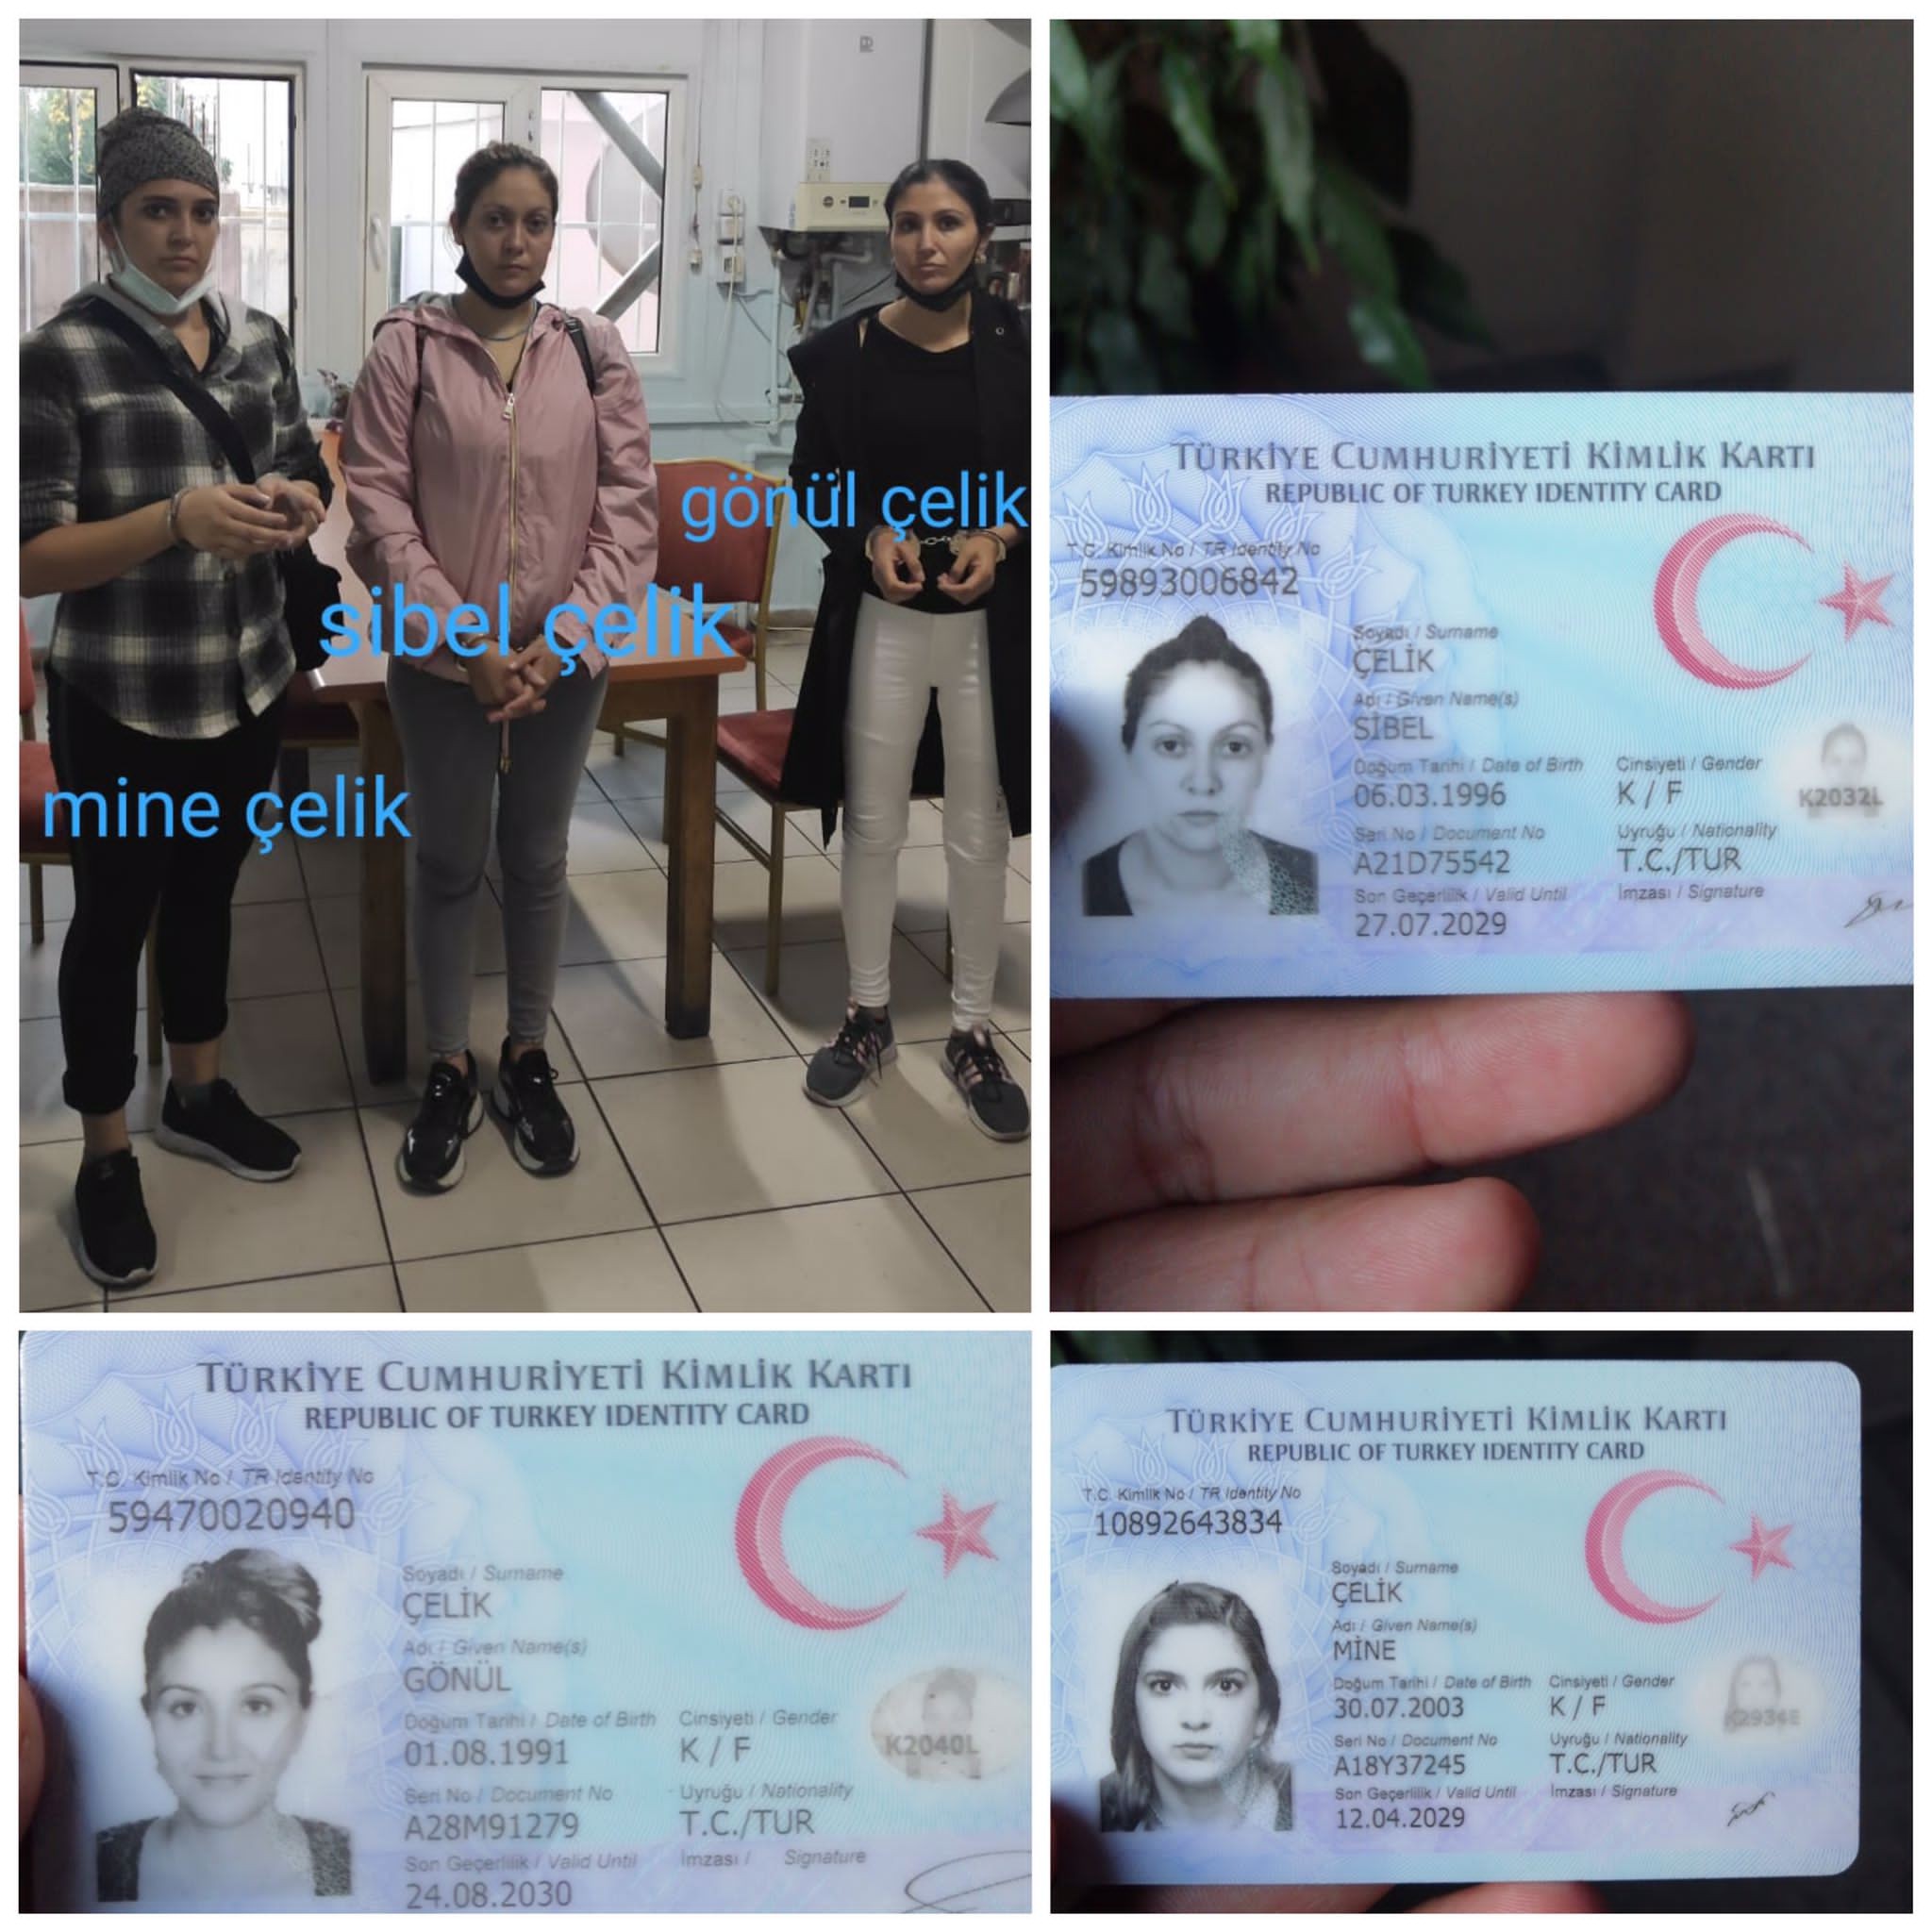 gönül çelik
sibel çelik
mine çelik
TÜRKİYE CUMHURİYETİ KİMLİK KARTI
REPUBLIC OF TURKEY IDENTITY CARD
T.C. Kimlik No / TR Identity No
59893006842
Soyadı / Surname
ÇELİK
Adı / Given Name(s)
SİBEL
Doğum Tarihi / Date of Birth Cinsiyeti / Gender
06.03.1996 K / F
K2032L
Seri No / Document No Uyruğu / Nationality
A21D75542 T.C./TUR
Son Geçerlilik / Valid Until İmzası / Signature
27.07.2029
TÜRKİYE CUMHURİYETİ KİMLİK KARTI
REPUBLIC OF TURKEY IDENTITY CARD
T.C. Kimlik No / TR Identity No
59470020940
Soyadı / Surname
ÇELİK
Adı / Given Name(s)
GÖNÜL
Doğum Tarihi / Date of Birth Cinsiyeti / Gender
01.08.1991 K / F
K2040L
Seri No / Document No Uyruğu / Nationality
A28M91279 T.C./TUR
Son Geçerlilik / Valid Until İmzası / Signature
24.08.2030
TÜRKİYE CUMHURİYETİ KİMLİK KARTI
REPUBLIC OF TURKEY IDENTITY CARD
T.C. Kimlik No / TR Identity No
10892643834
Soyadı / Surname
ÇELİK
Adı / Given Name(s)
MİNE
Doğum Tarihi / Date of Birth Cinsiyeti / Gender
30.07.2003 K / F
Seri No / Document No Uyruğu / Nationality
A18Y37245 T.C./TUR
Son Geçerlilik / Valid Until İmzası / Signature
12.04.2029